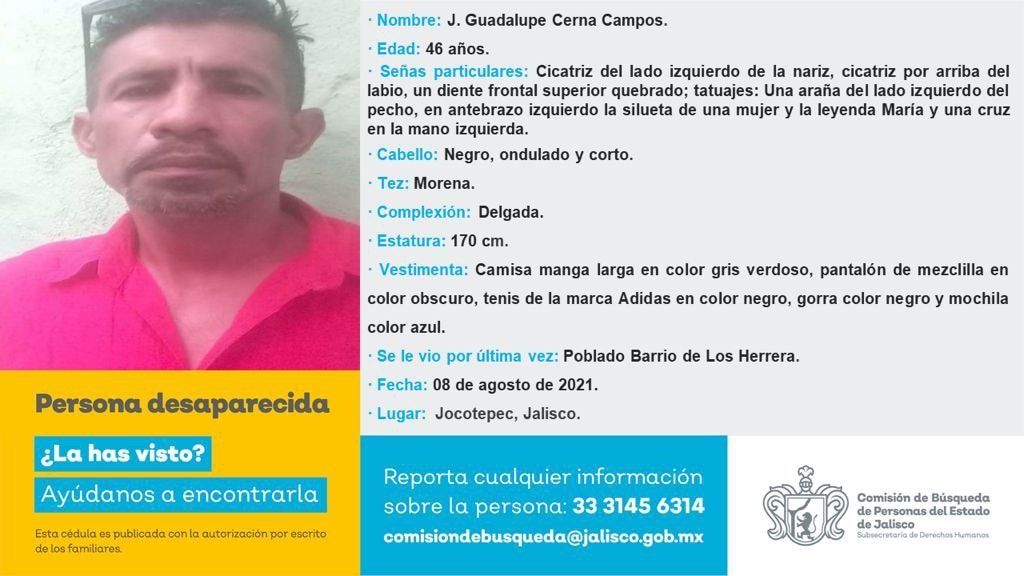 · Nombre: J. Guadalupe Cerna Campos.
· Edad: 46 años.
· Señas particulares: Cicatriz del lado izquierdo de la nariz, cicatriz por arriba del
labio, un diente frontal superior quebrado; tatuajes: Una araña del lado izquierdo del
pecho, en antebrazo izquierdo la silueta de una mujer y la leyenda María y una cruz
en la mano izquierda.
· Cabello: Negro, ondulado y corto.
· Tez: Morena.
· Complexión: Delgada.
· Estatura: 170 cm.
· Vestimenta: Camisa manga larga en color gris verdoso, pantalón de mezclilla en
color obscuro, tenis de la marca Adidas en color negro, gorra color negro y mochila
color azul.
· Se le vio por última vez: Poblado Barrio de Los Herrera.
· Fecha: 08 de agosto de 2021.
· Lugar: Jocotepec, Jalisco.
Persona desaparecida
¿La has visto?
Ayúdanos a encontrarla
Esta cédula es publicada con la autorización por escrito
de los familiares.
Reporta cualquier información
sobre la persona: 33 3145 6314
comisiondebusqueda@jalisco.gob.mx
Comisión de Búsqueda
de Personas del Estado
de Jalisco
Subsecretaría de Derechos Humanos